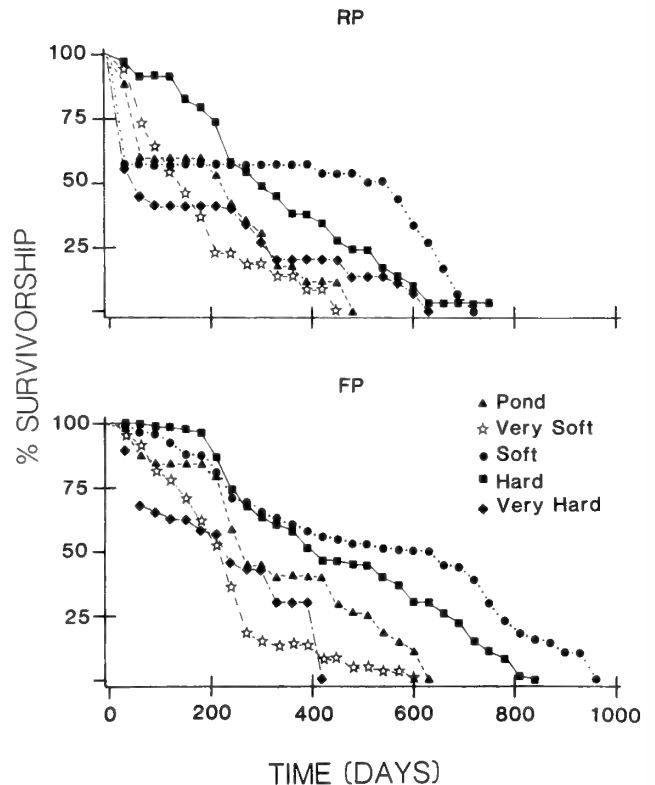 RP
100
75
50
25
% SURVIVORSHIP
FP
Pond
Very Soft
Soft
Hard
Very Hard
100
75
50
25
0 200 400 600 800 1000
TIME (DAYS)